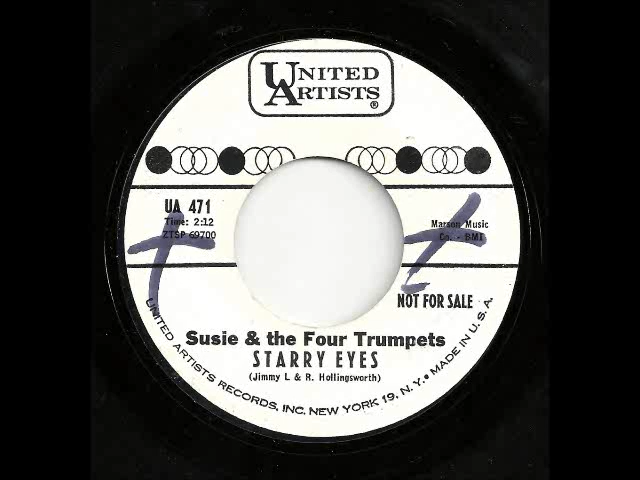 UNITED
ARTISTS
®
UA 471
Time: 2:12
ZTSP 69700
Marson Music
Co. - BMI
NOT FOR SALE
Susie & the Four Trumpets
STARRY EYES
(Jimmy L & R. Hollingsworth)
UNITED ARTISTS RECORDS, INC. NEW YORK 19, N. Y. • MADE IN U. S. A.